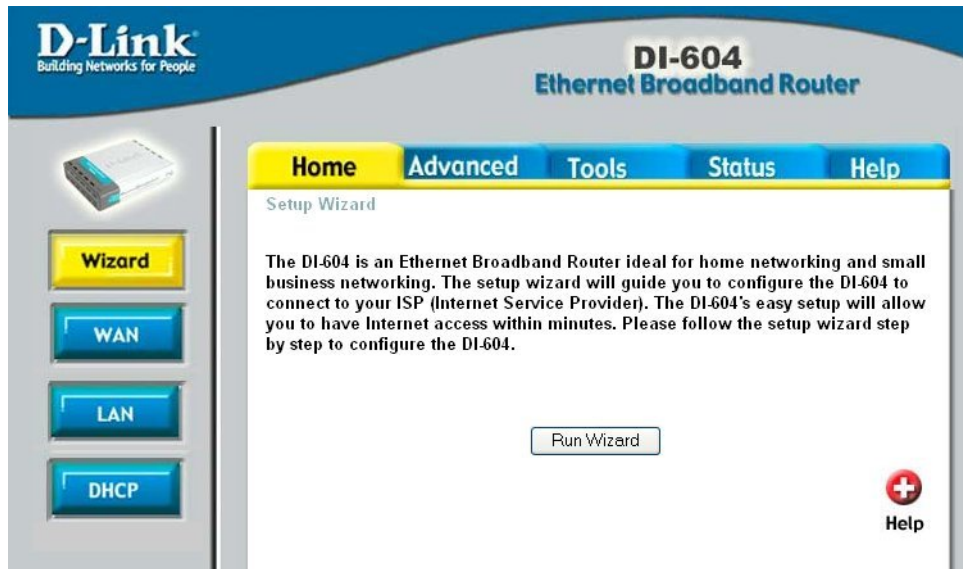 D-Link
Building Networks for People
DI-604
Ethernet Broadband Router
Home
Advanced
Tools
Status
Help
Setup Wizard
Wizard
WAN
LAN
DHCP
The DI-604 is an Ethernet Broadband Router ideal for home networking and small
business networking. The setup wizard will guide you to configure the DI-604 to
connect to your ISP (Internet Service Provider). The DI-604's easy setup will allow
you to have Internet access within minutes. Please follow the setup wizard step
by step to configure the DI-604.
Run Wizard
Help